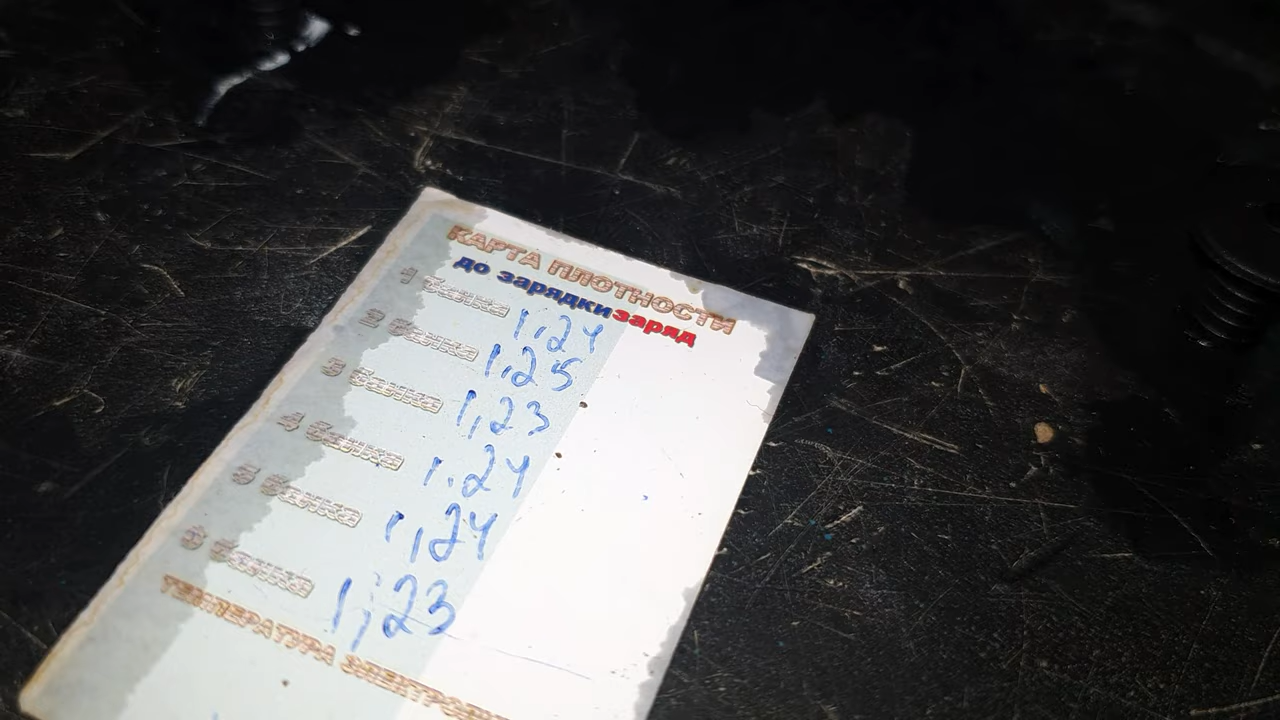 КАРТА ПЛОТНОСТИ
до зарядки заряд
1 банка 1,24
2 банка 1,25
3 банка 1,23
4 банка 1.24
5 банка 1,24
6 банка 1,23
ТЕМПЕРАТУРА ЭЛЕКТРОЛ